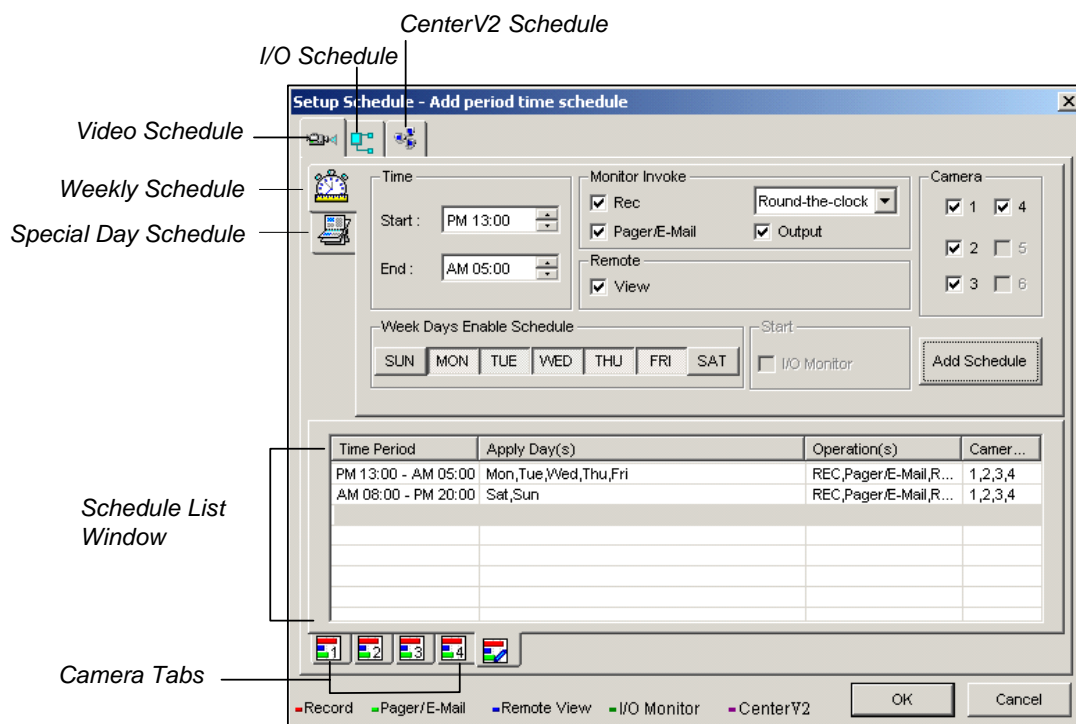 CenterV2 Schedule
I/O Schedule
Setup Schedule - Add period time schedule
Video Schedule
Weekly Schedule
Special Day Schedule
Time
Start :
PM 13:00
End :
AM 05:00
Monitor Invoke
Rec
Round-the-clock
Pager/E-Mail
Output
Remote
View
Camera
1
4
2
5
3
6
Week Days Enable Schedule
SUN MON TUE WED THU FRI SAT
Start
I/O Monitor
Add Schedule
Schedule List
Window
Time Period Apply Day(s) Operation(s) Camer...
PM 13:00 - AM 05:00 Mon,Tue,Wed,Thu,Fri REC,Pager/E-Mail,R... 1,2,3,4
AM 08:00 - PM 20:00 Sat,Sun REC,Pager/E-Mail,R... 1,2,3,4
1 2 3 4
Camera Tabs
Record Pager/E-Mail Remote View I/O Monitor CenterV2
OK
Cancel